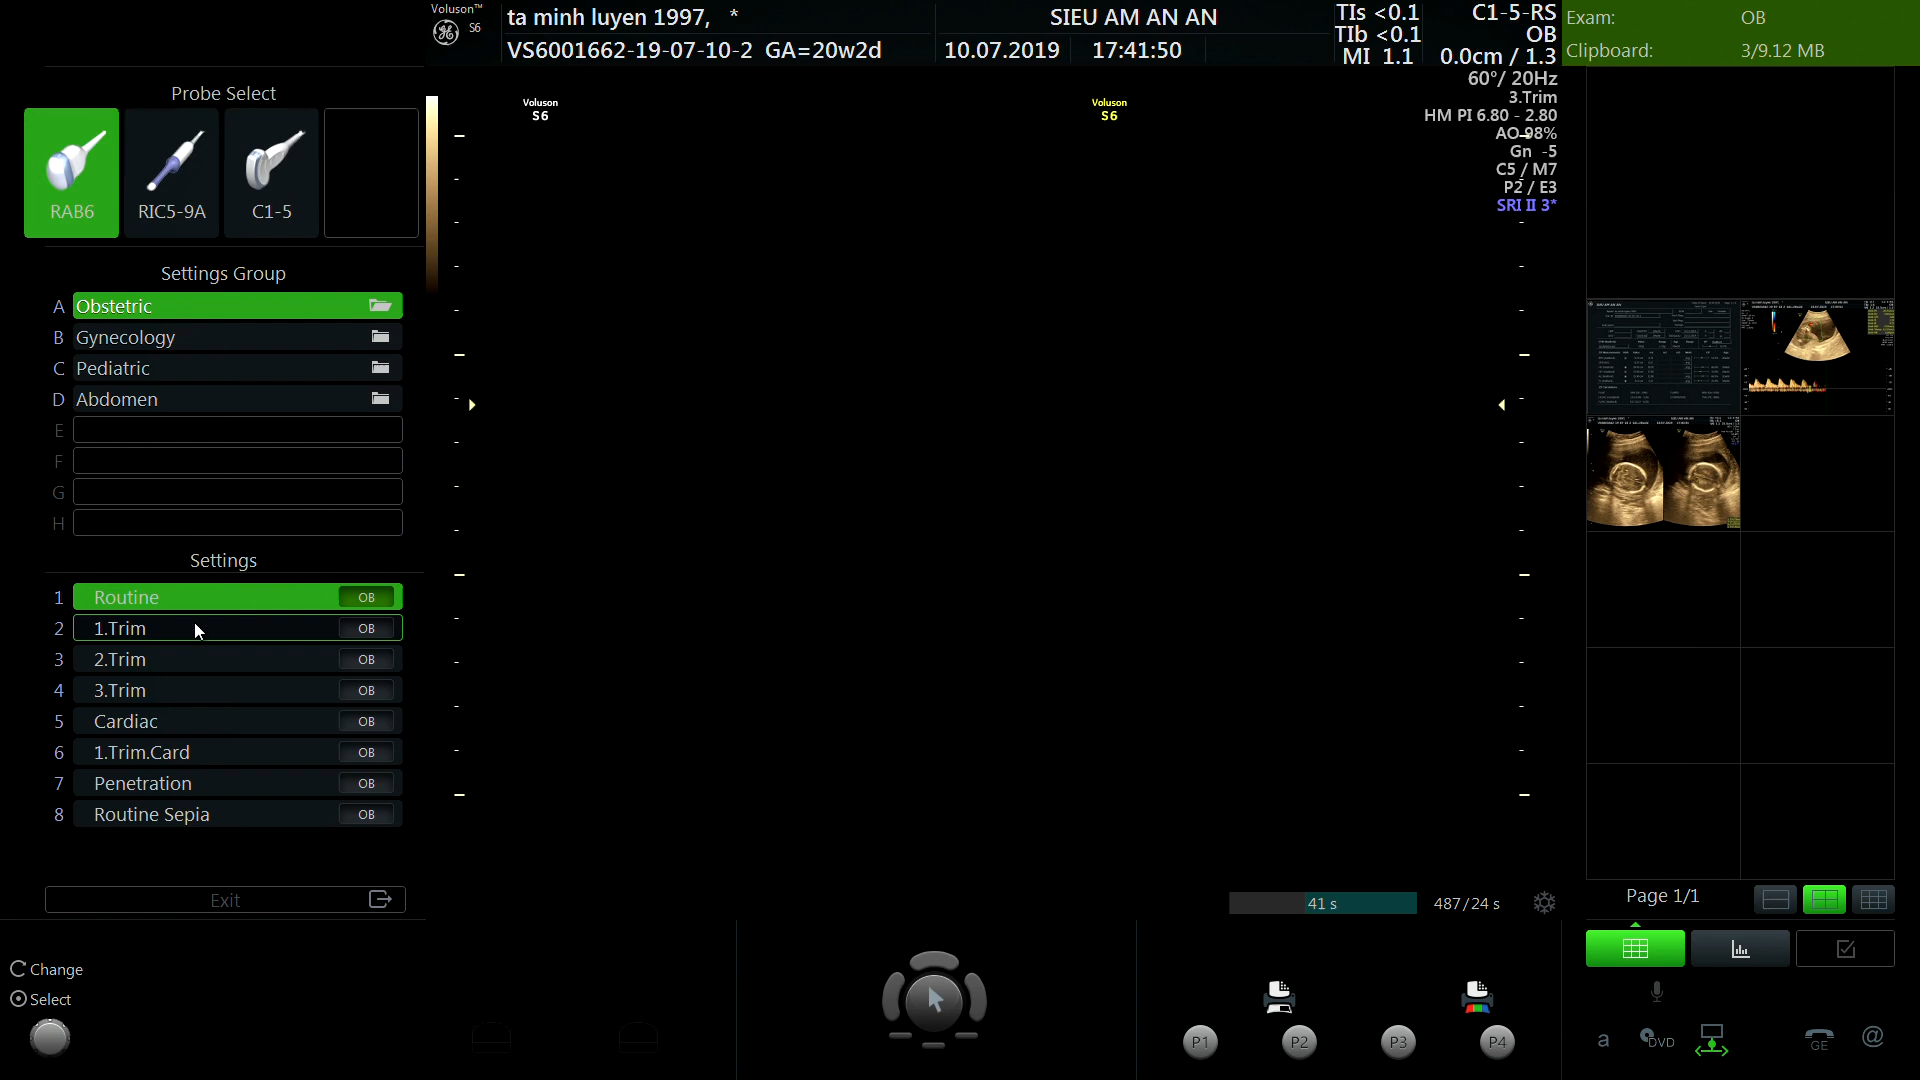 Voluson™
S6
ta minh luyen 1997,   *
VS6001662-19-07-10-2 GA=20w2d
SIEU AM AN AN
10.07.2019
17:41:50
TIs <0.1
TIb <0.1
MI 1.1
C1-5-RS
OB
0.0cm / 1.3
60°/ 20Hz
3.Trim
HM PI 6.80 - 2.80
AO 98%
Gn -5
C5 / M7
P2 / E3
SRI II 3*
Exam: OB
Clipboard: 3/9.12 MB
Probe Select
RAB6
RIC5-9A
C1-5
Settings Group
A Obstetric
B Gynecology
C Pediatric
D Abdomen
E
F
G
H
Settings
1 Routine OB
2 1.Trim OB
3 2.Trim OB
4 3.Trim OB
5 Cardiac OB
6 1.Trim.Card OB
7 Penetration OB
8 Routine Sepia OB
Exit
Change
Select
Voluson
S6
Voluson
S6
41 s
487/24 s
P1
P2
P3
P4
Page 1/1
a
DVD
GE
@